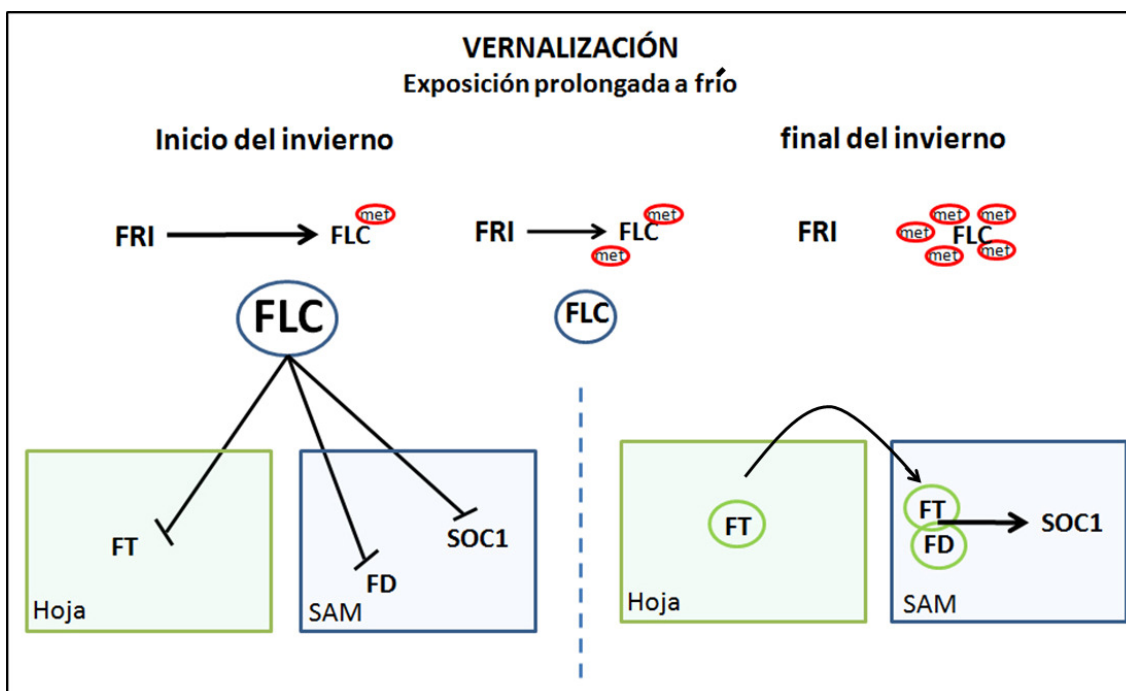 VERNALIZACIÓN
Exposición prolongada a frío
Inicio del invierno
final del invierno
FRI
FLC
met
FRI
FLC
met
met
FRI
FLC
met
met
met
met
met
FLC
FLC
FT
FD
SOC1
Hoja
SAM
FT
FT
FD
SOC1
Hoja
SAM